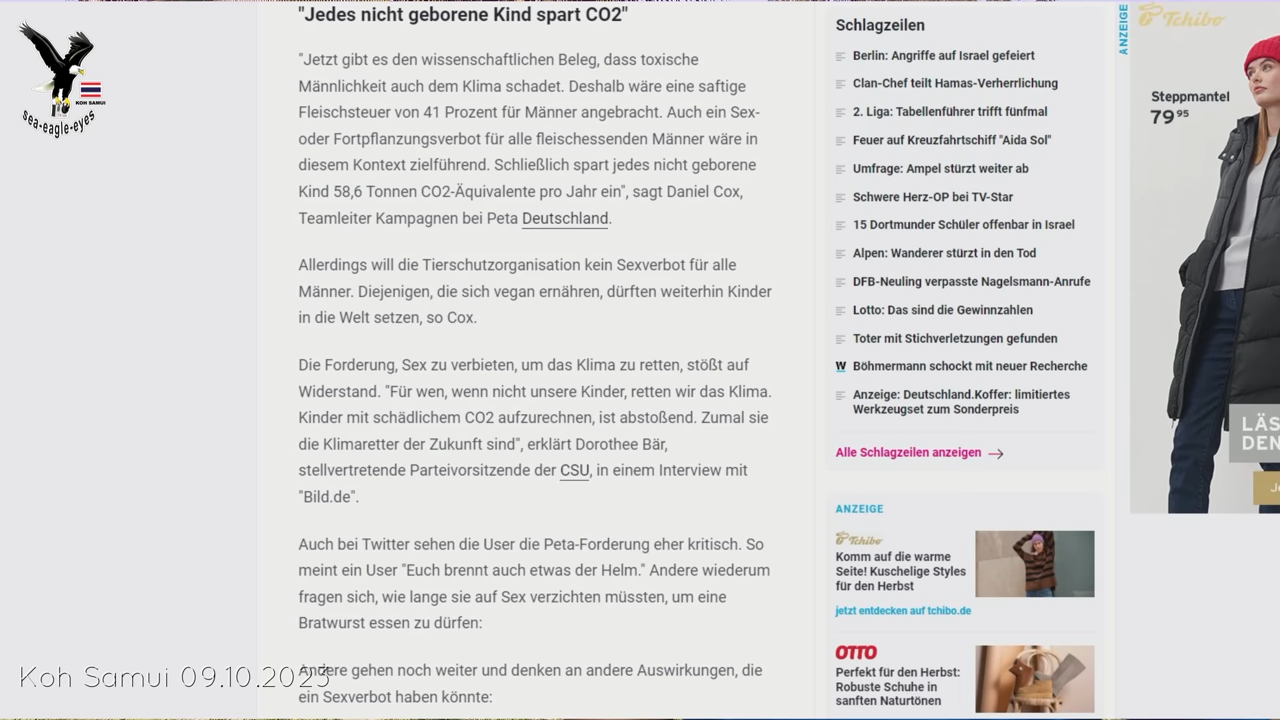 "Jedes nicht geborene Kind spart CO2"
"Jetzt gibt es den wissenschaftlichen Beleg, dass toxische
Männlichkeit auch dem Klima schadet. Deshalb wäre eine saftige
Fleischsteuer von 41 Prozent für Männer angebracht. Auch ein Sex-
oder Fortpflanzungsverbot für alle fleischessenden Männer wäre in
diesem Kontext zielführend. Schließlich spart jedes nicht geborene
Kind 58,6 Tonnen CO2-Äquivalente pro Jahr ein", sagt Daniel Cox,
Teamleiter Kampagnen bei Peta Deutschland.
Allerdings will die Tierschutzorganisation kein Sexverbot für alle
Männer. Diejenigen, die sich vegan ernähren, dürften weiterhin Kinder
in die Welt setzen, so Cox.
Die Forderung, Sex zu verbieten, um das Klima zu retten, stößt auf
Widerstand. "Für wen, wenn nicht unsere Kinder, retten wir das Klima.
Kinder mit schädlichem CO2 aufzurechnen, ist abstoßend. Zumal sie
die Klimaretter der Zukunft sind", erklärt Dorothee Bär,
stellvertretende Parteivorsitzende der CSU, in einem Interview mit
"Bild.de".
Auch bei Twitter sehen die User die Peta-Forderung eher kritisch. So
meint ein User "Euch brennt auch etwas der Helm." Andere wiederum
fragen sich, wie lange sie auf Sex verzichten müssten, um eine
Bratwurst essen zu dürfen:
Andere gehen noch weiter und denken an andere Auswirkungen, die
ein Sexverbot haben könnte:
Schlagzeilen
Berlin: Angriffe auf Israel gefeiert
Clan-Chef teilt Hamas-Verherrlichung
2. Liga: Tabellenführer trifft fünfmal
Feuer auf Kreuzfahrtschiff "Aida Sol"
Umfrage: Ampel stürzt weiter ab
Schwere Herz-OP bei TV-Star
15 Dortmunder Schüler offenbar in Israel
Alpen: Wanderer stürzt in den Tod
DFB-Neuling verpasste Nagelsmann-Anrufe
Lotto: Das sind die Gewinnzahlen
Toter mit Stichverletzungen gefunden
W Böhmermann schockt mit neuer Recherche
Anzeige: Deutschland.Koffer: limitiertes
Werkzeugset zum Sonderpreis
Alle Schlagzeilen anzeigen
ANZEIGE
Tchibo
Komm auf die warme
Seite! Kuschelige Styles
für den Herbst
jetzt entdecken auf tchibo.de
OTTO
Perfekt für den Herbst:
Robuste Schuhe in
sanften Naturtönen
ANZEIGE
Tchibo
Steppmantel
79 95
LÄS
DEN
KOH SAMUI
sea-eagle-eyes
Koh Samui 09.10.2023